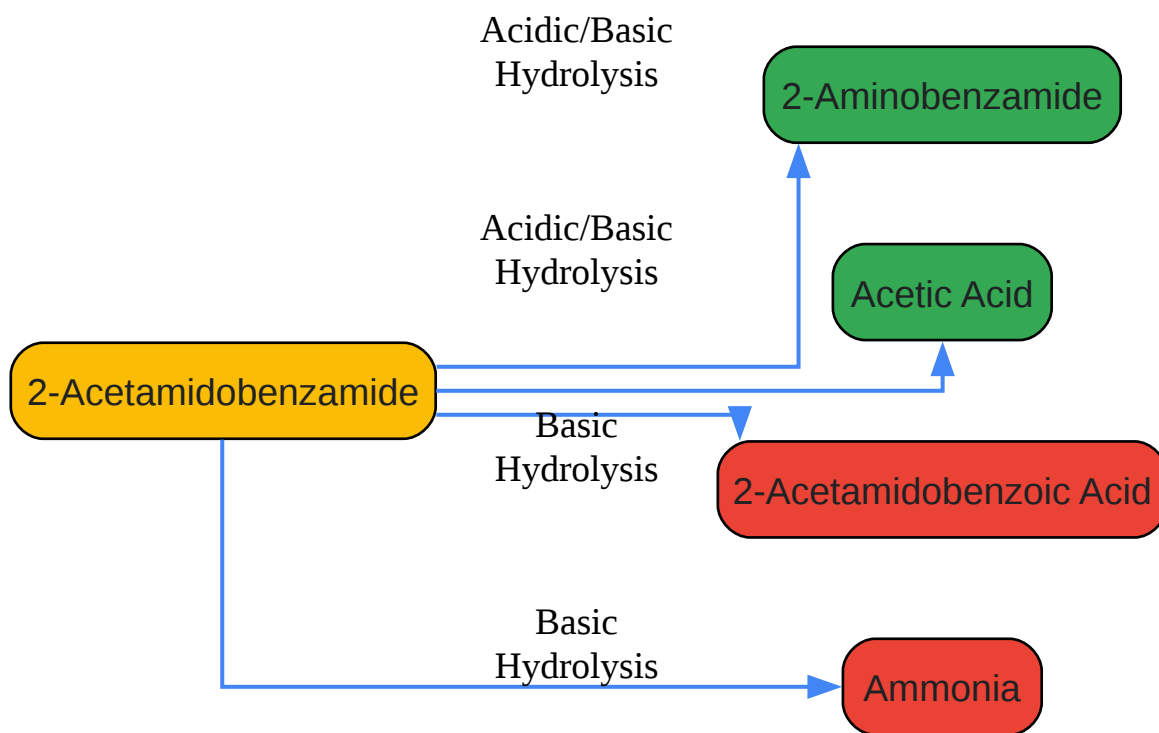 Acidic/Basic
Hydrolysis
2-Aminobenzamide
Acidic/Basic
Hydrolysis
Acetic Acid
2-Acetamidobenzamide
Basic
Hydrolysis
2-Acetamidobenzoic Acid
Basic
Hydrolysis
Ammonia